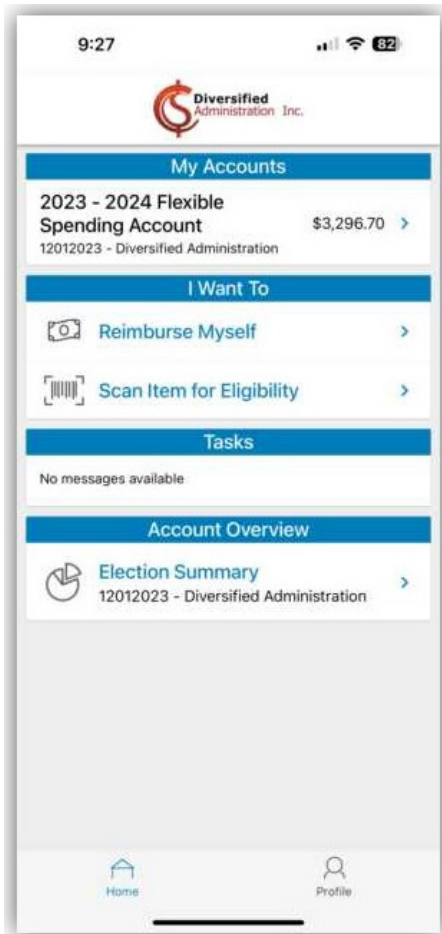 9:27
82
Diversified
Administration Inc.
My Accounts
2023 - 2024 Flexible
Spending Account
$3,296.70
12012023 - Diversified Administration
I Want To
Reimburse Myself
Scan Item for Eligibility
Tasks
No messages available
Account Overview
Election Summary
12012023 - Diversified Administration
Home
Profile